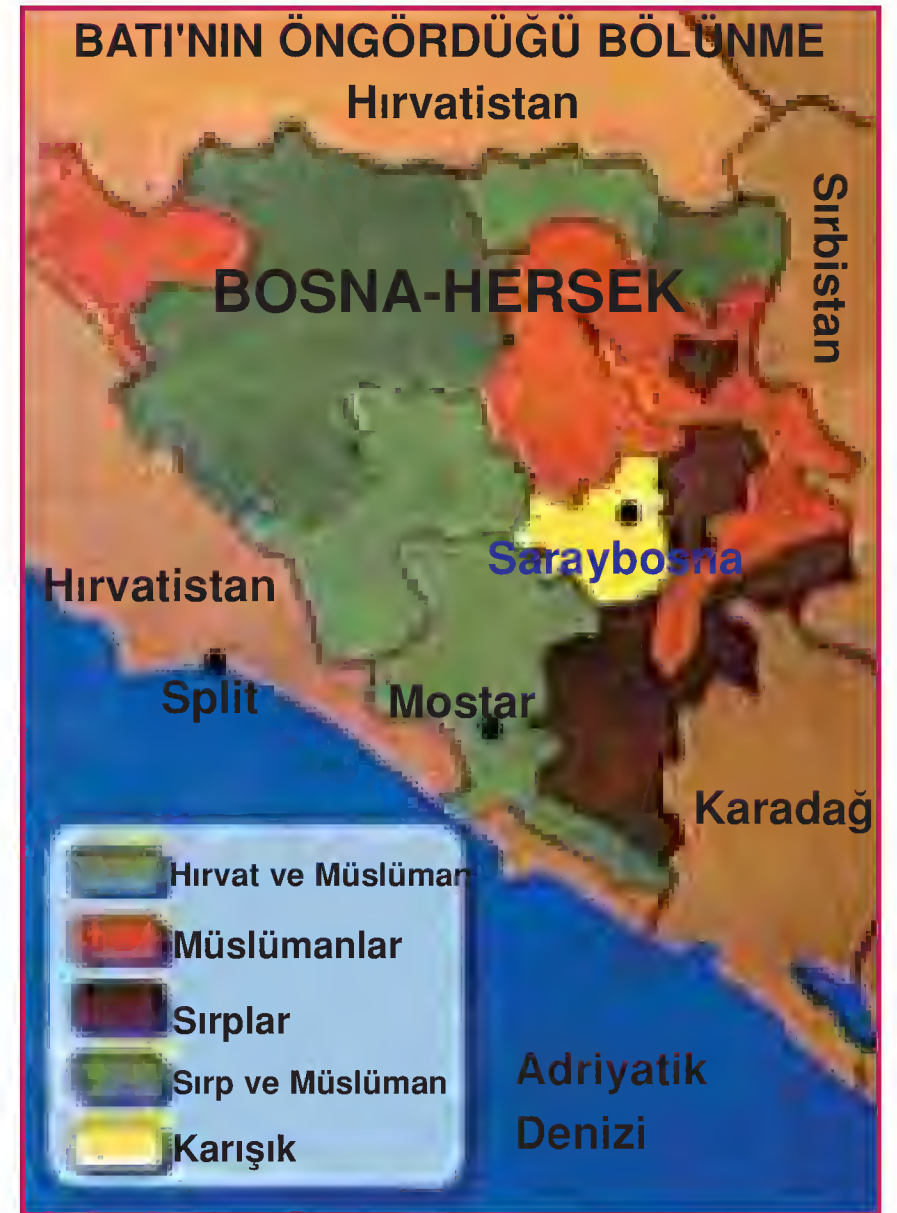 BATI'NIN ÖNGÖRDÜĞÜ BÖLÜNME
Hırvatistan
Sırbistan
BOSNA-HERSEK
Saraybosna
Hırvatistan
Split
Mostar
Karadağ
Hırvat ve Müslüman
Müslümanlar
Sırplar
Sırp ve Müslüman
Karışık
Adriyatik
Denizi